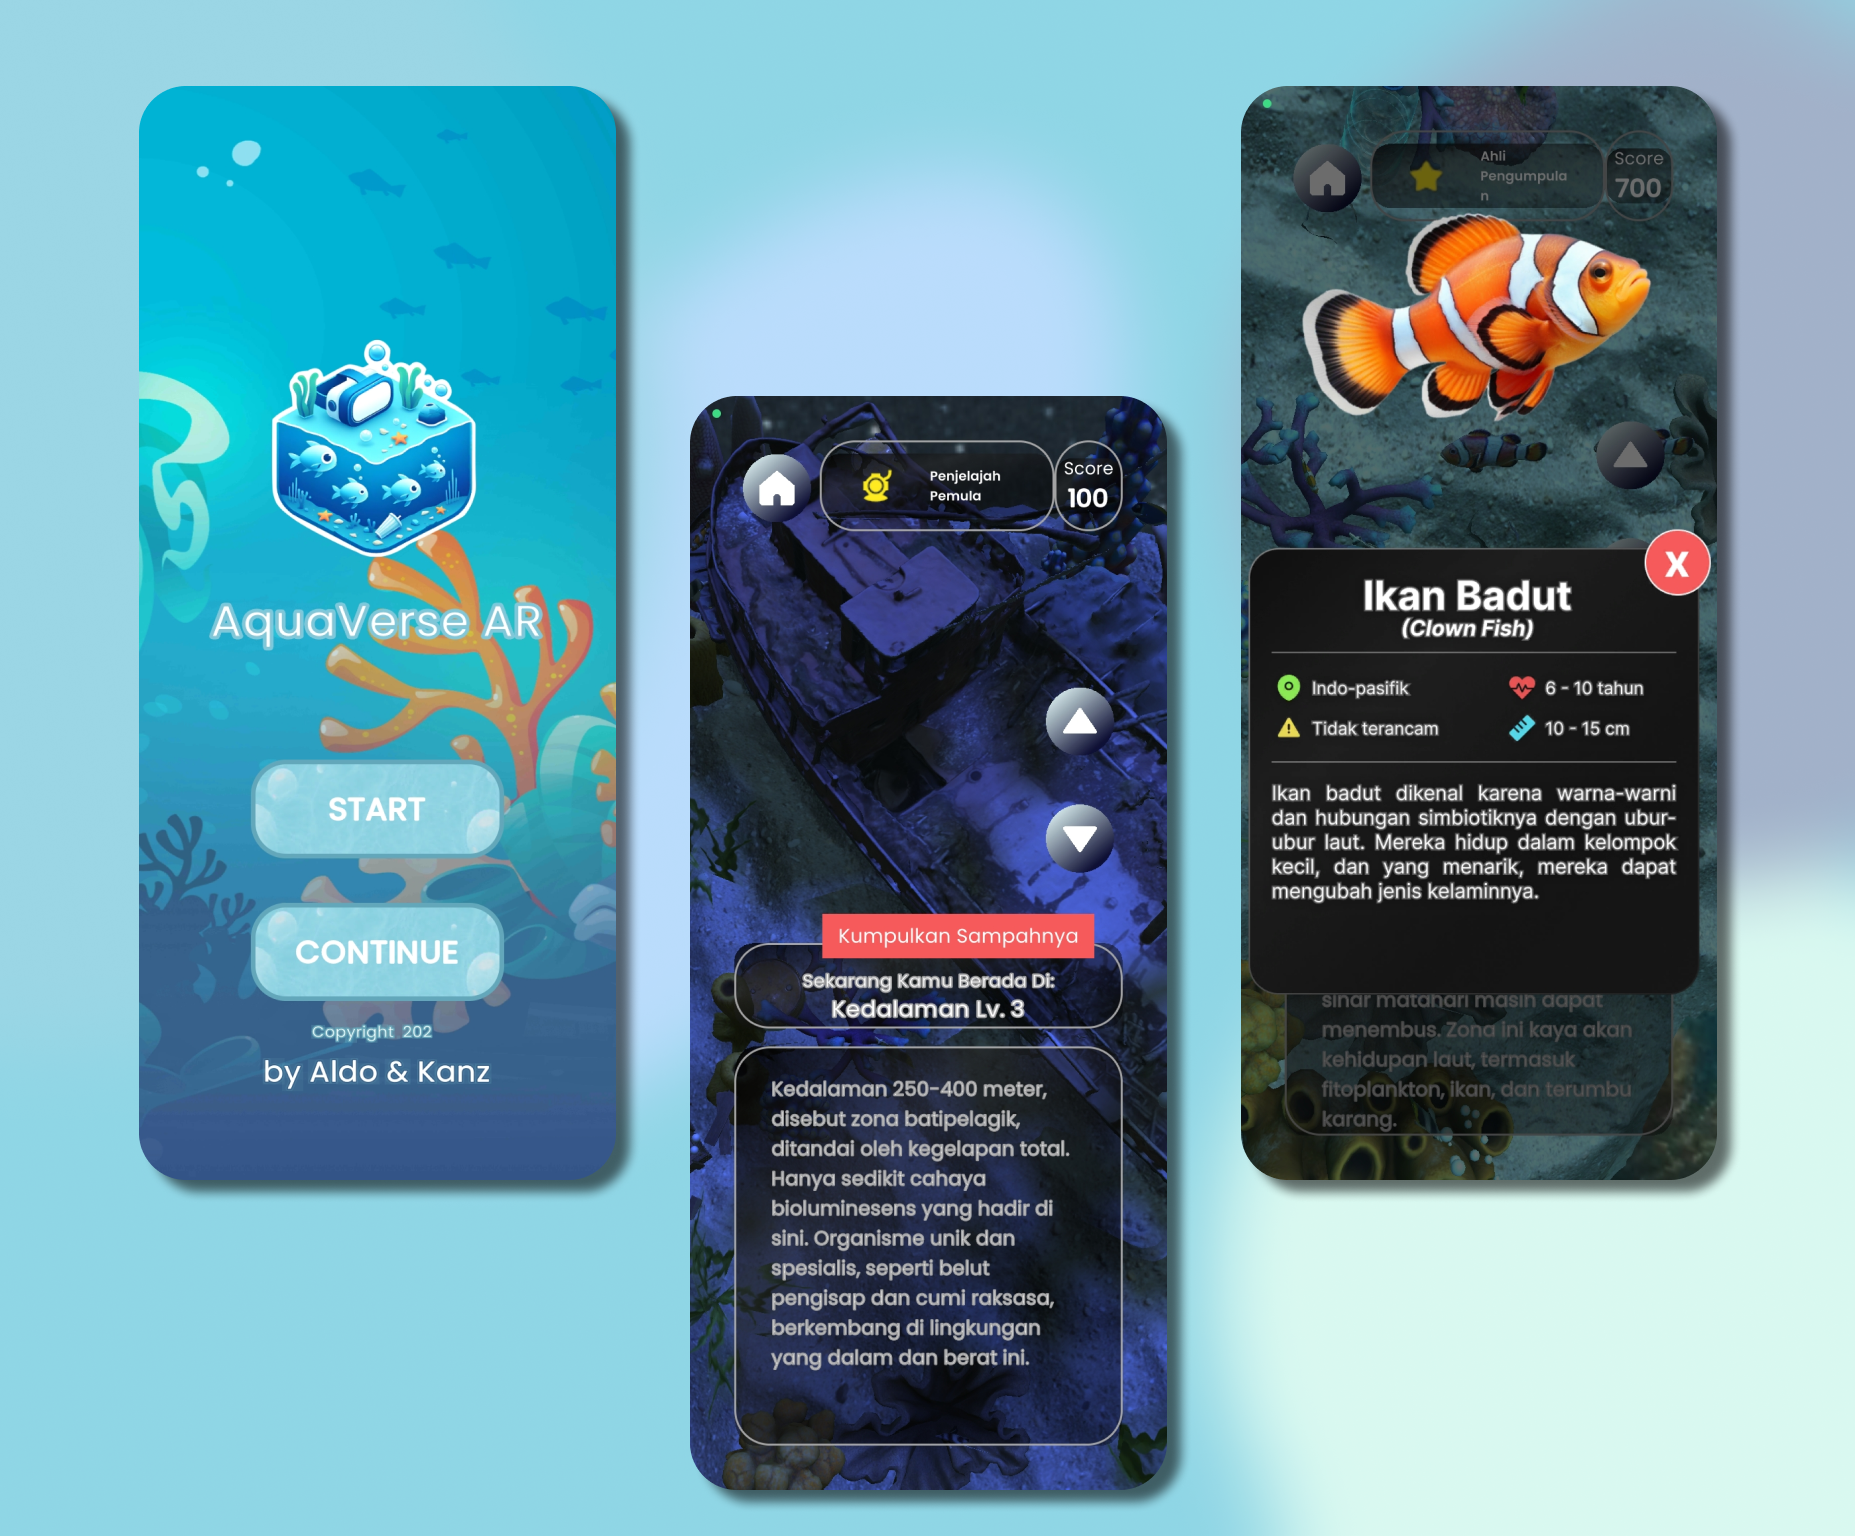 AquaVerse AR
START
CONTINUE
Copyright 202
by Aldo & Kanz
Penjelajah
Pemula
Score
100
Kumpulkan Sampahnya
Sekarang Kamu Berada Di:
Kedalaman Lv. 3
Kedalaman 250-400 meter,
disebut zona batipelagik,
ditandai oleh kegelapan total.
Hanya sedikit cahaya
bioluminesens yang hadir di
sini. Organisme unik dan
spesialis, seperti belut
pengisap dan cumi raksasa,
berkembang di lingkungan
yang dalam dan berat ini.
Ahli
Pengumpula
n
Score
700
X
Ikan Badut
(Clown Fish)
Indo-pasifik
6 - 10 tahun
Tidak terancam
10 - 15 cm
Ikan badut dikenal karena warna-warni
dan hubungan simbiotiknya dengan ubur-
ubur laut. Mereka hidup dalam kelompok
kecil, dan yang menarik, mereka dapat
mengubah jenis kelaminnya.
sinar matahari masih dapat
menembus. Zona ini kaya akan
kehidupan laut, termasuk
fitoplankton, ikan, dan terumbu
karang.